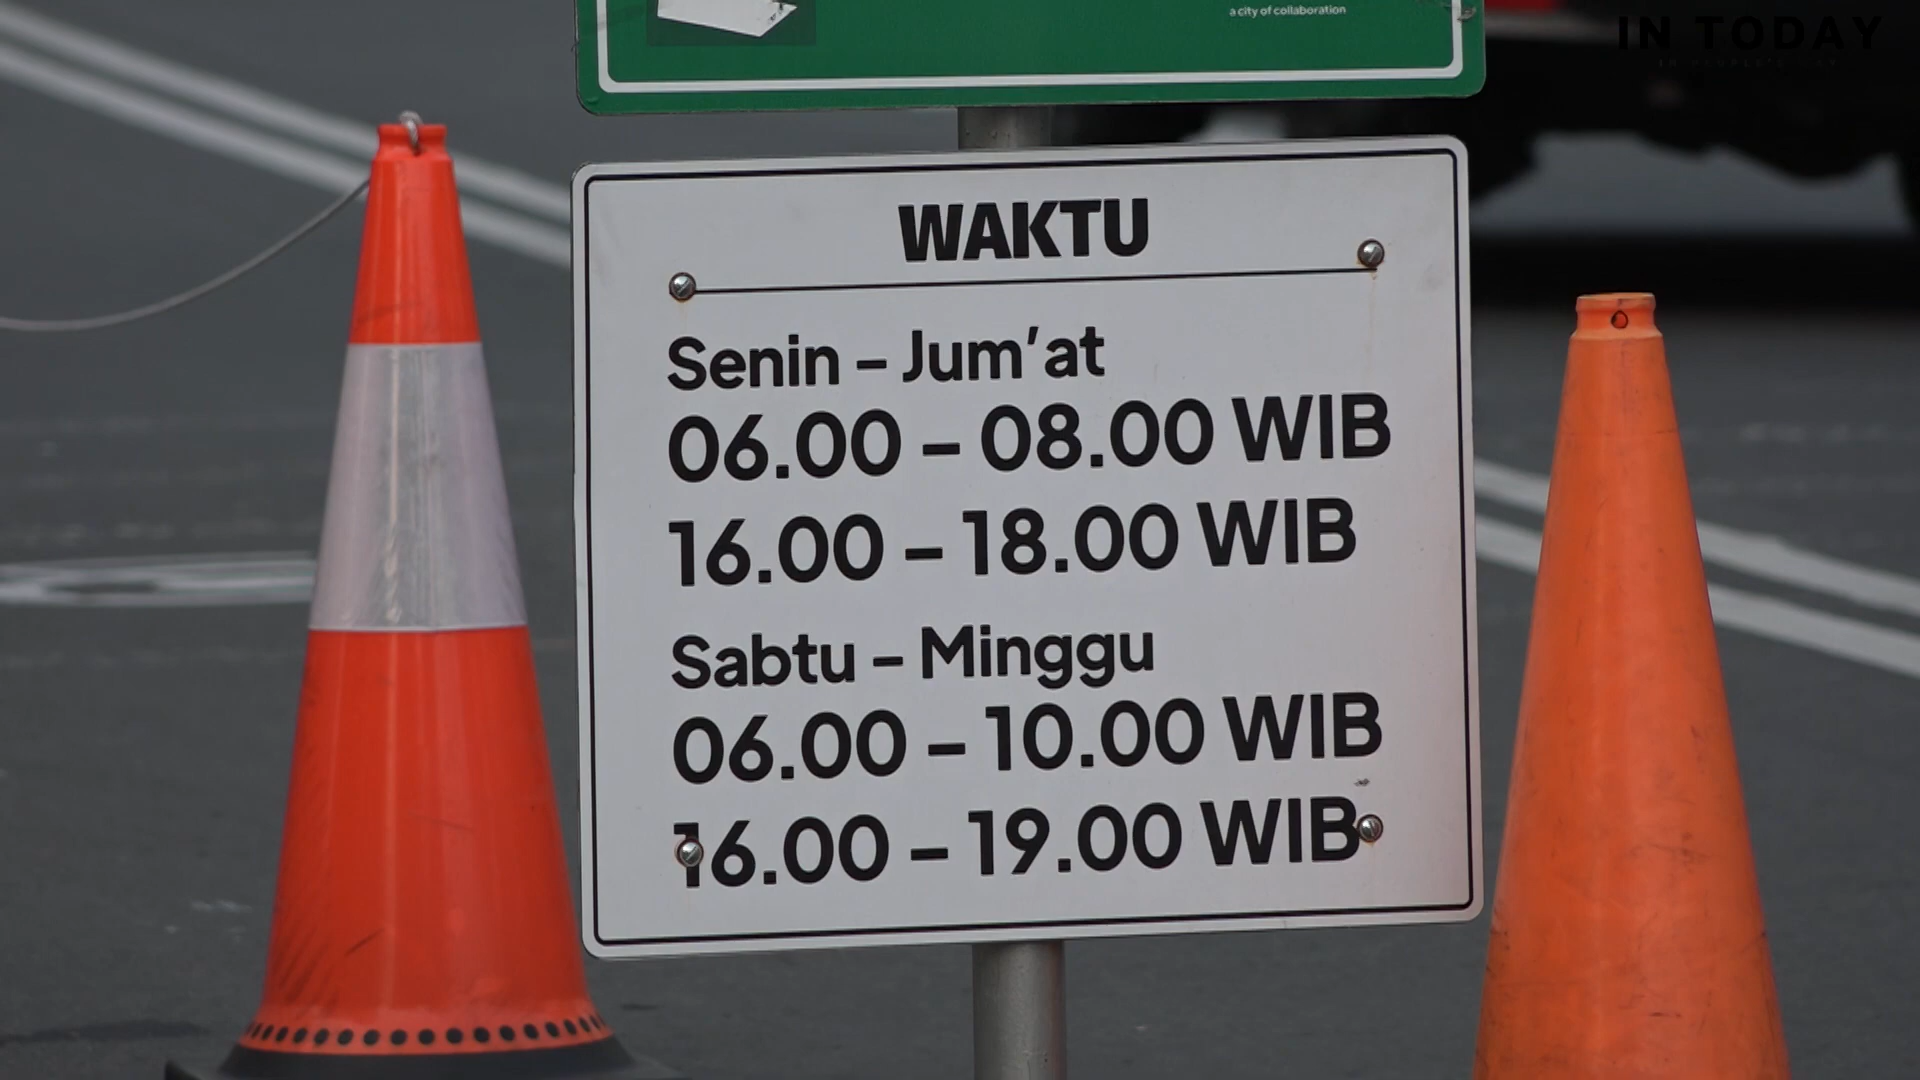 a city of collaboration
IN TODAY
WAKTU
Senin – Jum'at
06.00 – 08.00 WIB
16.00 – 18.00 WIB
Sabtu – Minggu
06.00 – 10.00 WIB
16.00 – 19.00 WIB